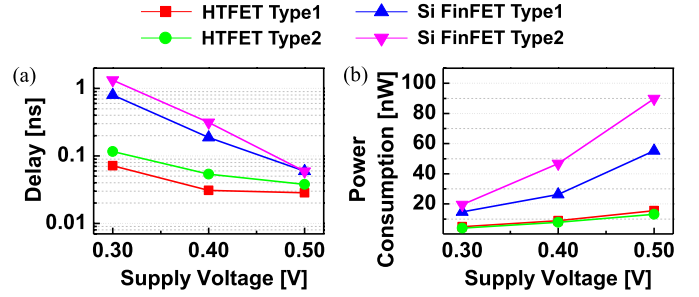 HTFET Type1
Si FinFET Type1
HTFET Type2
Si FinFET Type2
(a)
Delay [ns]
1
0.1
0.01
0.30
0.40
0.50
Supply Voltage [V]
(b)
Power
Consumption [nW]
100
80
60
40
20
0.30
0.40
0.50
Supply Voltage [V]